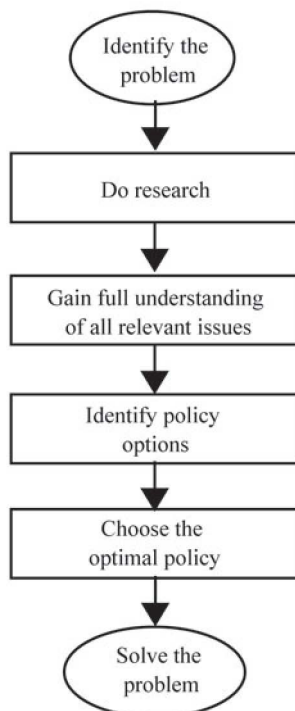 Identify the
problem
Do research
Gain full understanding
of all relevant issues
Identify policy
options
Choose the
optimal policy
Solve the
problem